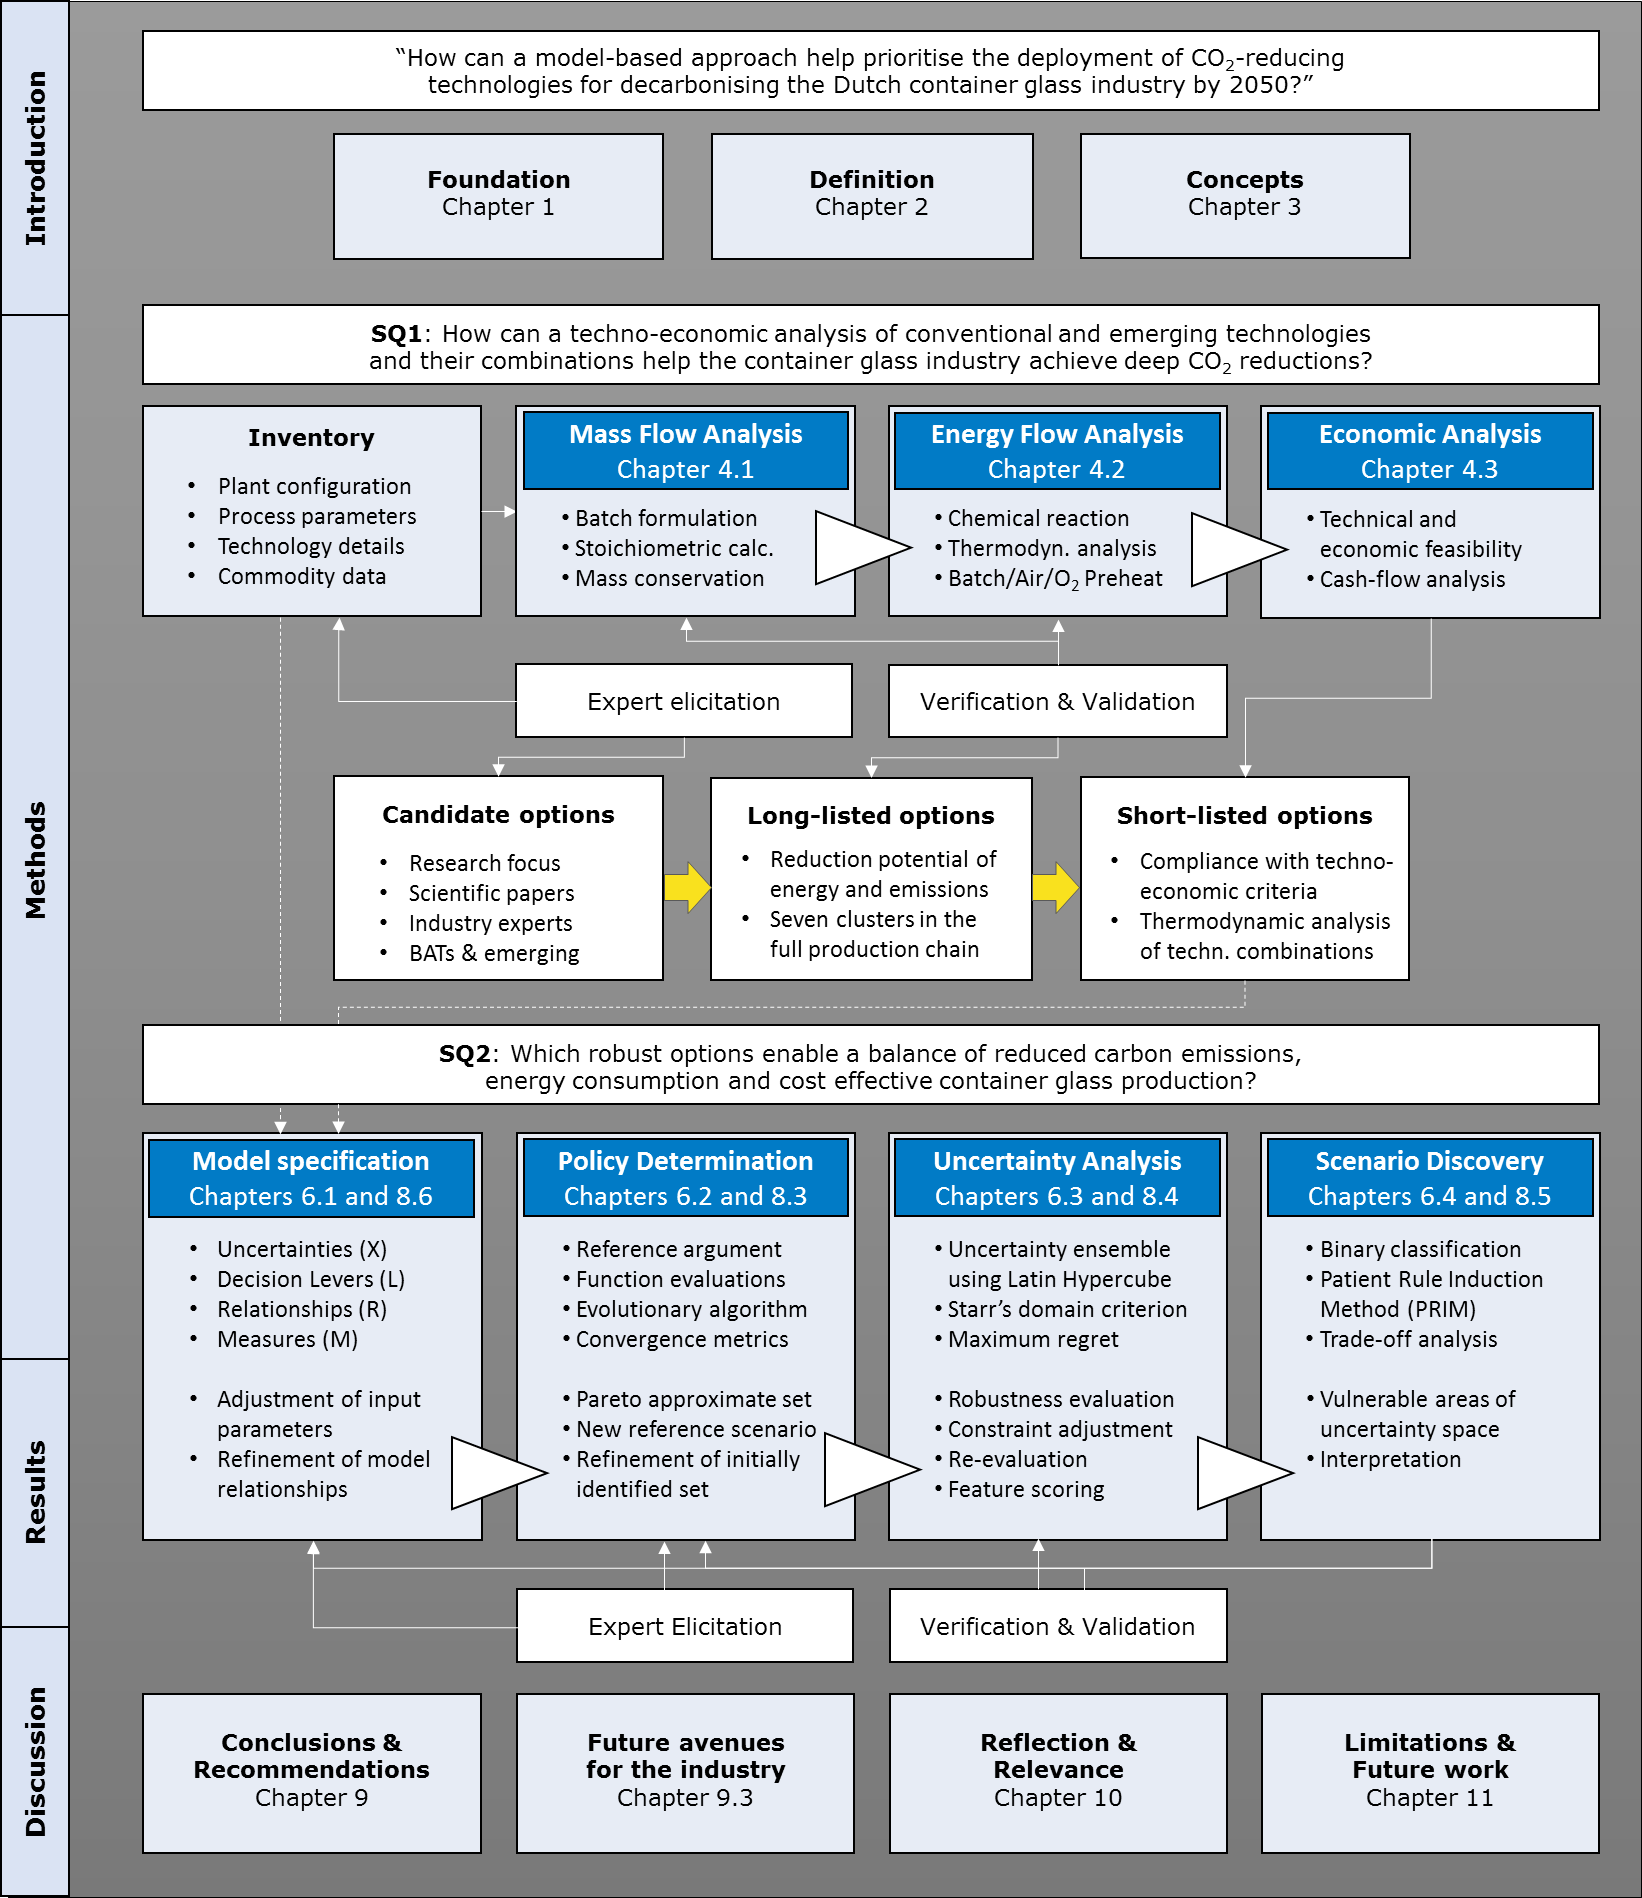 Introduction
“How can a model-based approach help prioritise the deployment of CO₂-reducing
technologies for decarbonising the Dutch container glass industry by 2050?”
Foundation
Chapter 1
Definition
Chapter 2
Concepts
Chapter 3
Methods
SQ1: How can a techno-economic analysis of conventional and emerging technologies
and their combinations help the container glass industry achieve deep CO₂ reductions?
Inventory
• Plant configuration
• Process parameters
• Technology details
• Commodity data
Mass Flow Analysis
Chapter 4.1
• Batch formulation
• Stoichiometric calc.
• Mass conservation
Energy Flow Analysis
Chapter 4.2
• Chemical reaction
• Thermodyn. analysis
• Batch/Air/O₂ Preheat
Economic Analysis
Chapter 4.3
• Technical and
economic feasibility
• Cash-flow analysis
Expert elicitation
Verification & Validation
Candidate options
• Research focus
• Scientific papers
• Industry experts
• BATs & emerging
Long-listed options
• Reduction potential of
energy and emissions
• Seven clusters in the
full production chain
Short-listed options
• Compliance with techno-
economic criteria
• Thermodynamic analysis
of techn. combinations
SQ2: Which robust options enable a balance of reduced carbon emissions,
energy consumption and cost effective container glass production?
Model specification
Chapters 6.1 and 8.6
• Uncertainties (X)
• Decision Levers (L)
• Relationships (R)
• Measures (M)
• Adjustment of input
parameters
• Refinement of model
relationships
Policy Determination
Chapters 6.2 and 8.3
• Reference argument
• Function evaluations
• Evolutionary algorithm
• Convergence metrics
• Pareto approximate set
• New reference scenario
• Refinement of initially
identified set
Uncertainty Analysis
Chapters 6.3 and 8.4
• Uncertainty ensemble
using Latin Hypercube
• Starr’s domain criterion
• Maximum regret
• Robustness evaluation
• Constraint adjustment
• Re-evaluation
• Feature scoring
Scenario Discovery
Chapters 6.4 and 8.5
• Binary classification
• Patient Rule Induction
Method (PRIM)
• Trade-off analysis
• Vulnerable areas of
uncertainty space
• Interpretation
Results
Expert Elicitation
Verification & Validation
Discussion
Conclusions &
Recommendations
Chapter 9
Future avenues
for the industry
Chapter 9.3
Reflection &
Relevance
Chapter 10
Limitations &
Future work
Chapter 11